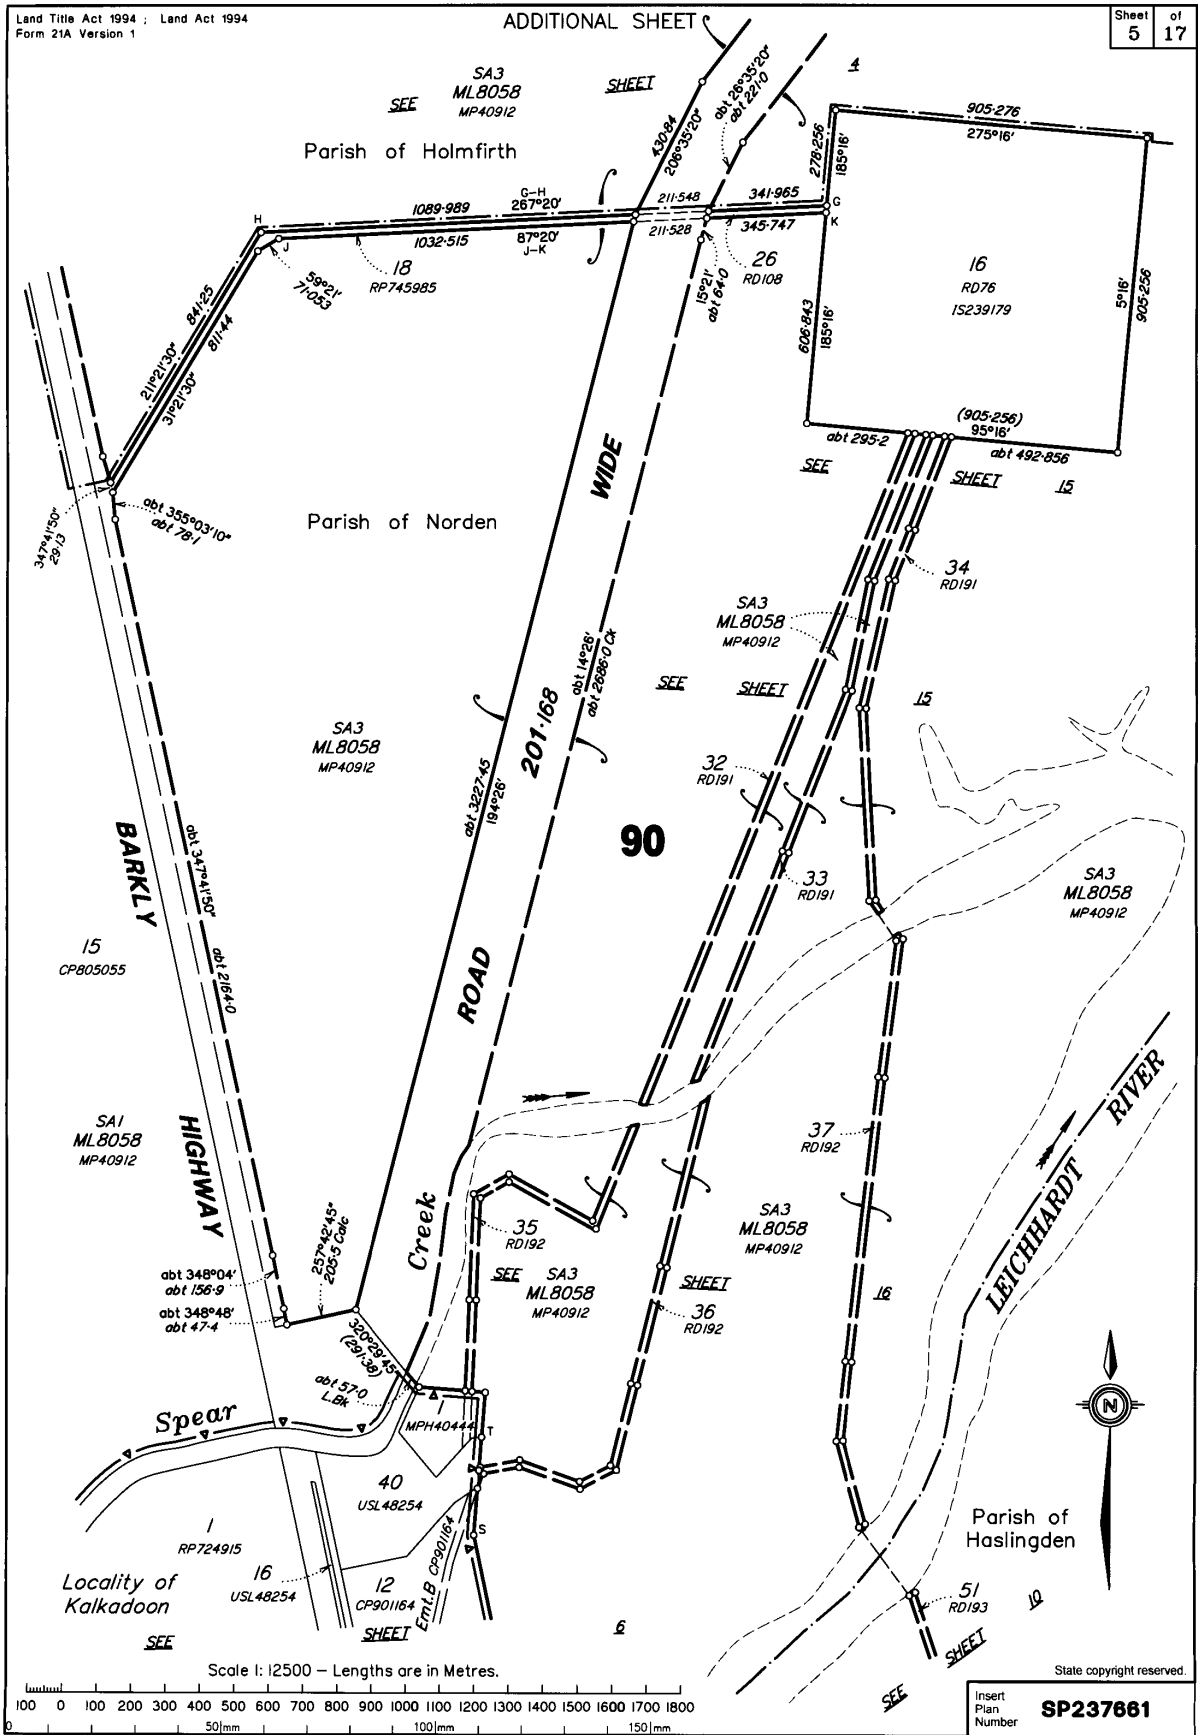 Land Title Act 1994 ; Land Act 1994
Form 21A Version 1
ADDITIONAL SHEET
Sheet 5 of 17
SA3
ML8058
MP40912
SEE
SHEET
4
Parish of Holmfirth
430·84
206°35'20"
abt 26°35'20"
abt 221·0
905·276
275°16'
278·256
185°16'
G-H
1089·989
267°20'
211·548
341·965
G
K
H
J
1032·515
87°20'
J-K
211·528
345·747
18
RP745985
59°21'
71·053
26
RD108
15°21'
abt 64·0
16
RD76
IS239179
5°16'
905·256
606·843
185°16'
841·25
811·44
211°21'30"
31°21'30"
(905·256)
95°16'
abt 295·2
abt 492·856
SEE
SHEET
15
347°41'50"
29·13
abt 355°03'10"
abt 78·1
Parish of Norden
WIDE
34
RD191
SA3
ML8058
MP40912
abt 14°26'
abt 2686·0 Ck
SEE
SHEET
15
201·168
SA3
ML8058
MP40912
32
RD191
abt 3227·45
194°26'
90
BARKLY
abt 347°41'50"
abt 2164·0
33
RD191
SA3
ML8058
MP40912
15
CP805055
ROAD
SA1
ML8058
MP40912
HIGHWAY
37
RD192
LEICHHARDT RIVER
Creek
35
RD192
SA3
ML8058
MP40912
257°42'45"
205·5 Calc
abt 348°04'
abt 156·9
abt 348°48'
abt 47·4
SEE
SA3
ML8058
MP40912
SHEET
36
RD192
16
320°29'45"
(291·38)
abt 57·0
L.Bk
Spear
1
MPH40444
T
N
40
USL48254
S
1
RP724915
16
USL48254
12
CP901164
Emt.B CP901164
Parish of
Haslingden
Locality of
Kalkadoon
51
RD193
10
SEE
SHEET
6
SEE
SHEET
Scale 1:12500 – Lengths are in Metres.
State copyright reserved.
100 0 100 200 300 400 500 600 700 800 900 1000 1100 1200 1300 1400 1500 1600 1700 1800
0 50mm 100mm 150mm
Insert
Plan
Number
SP237661